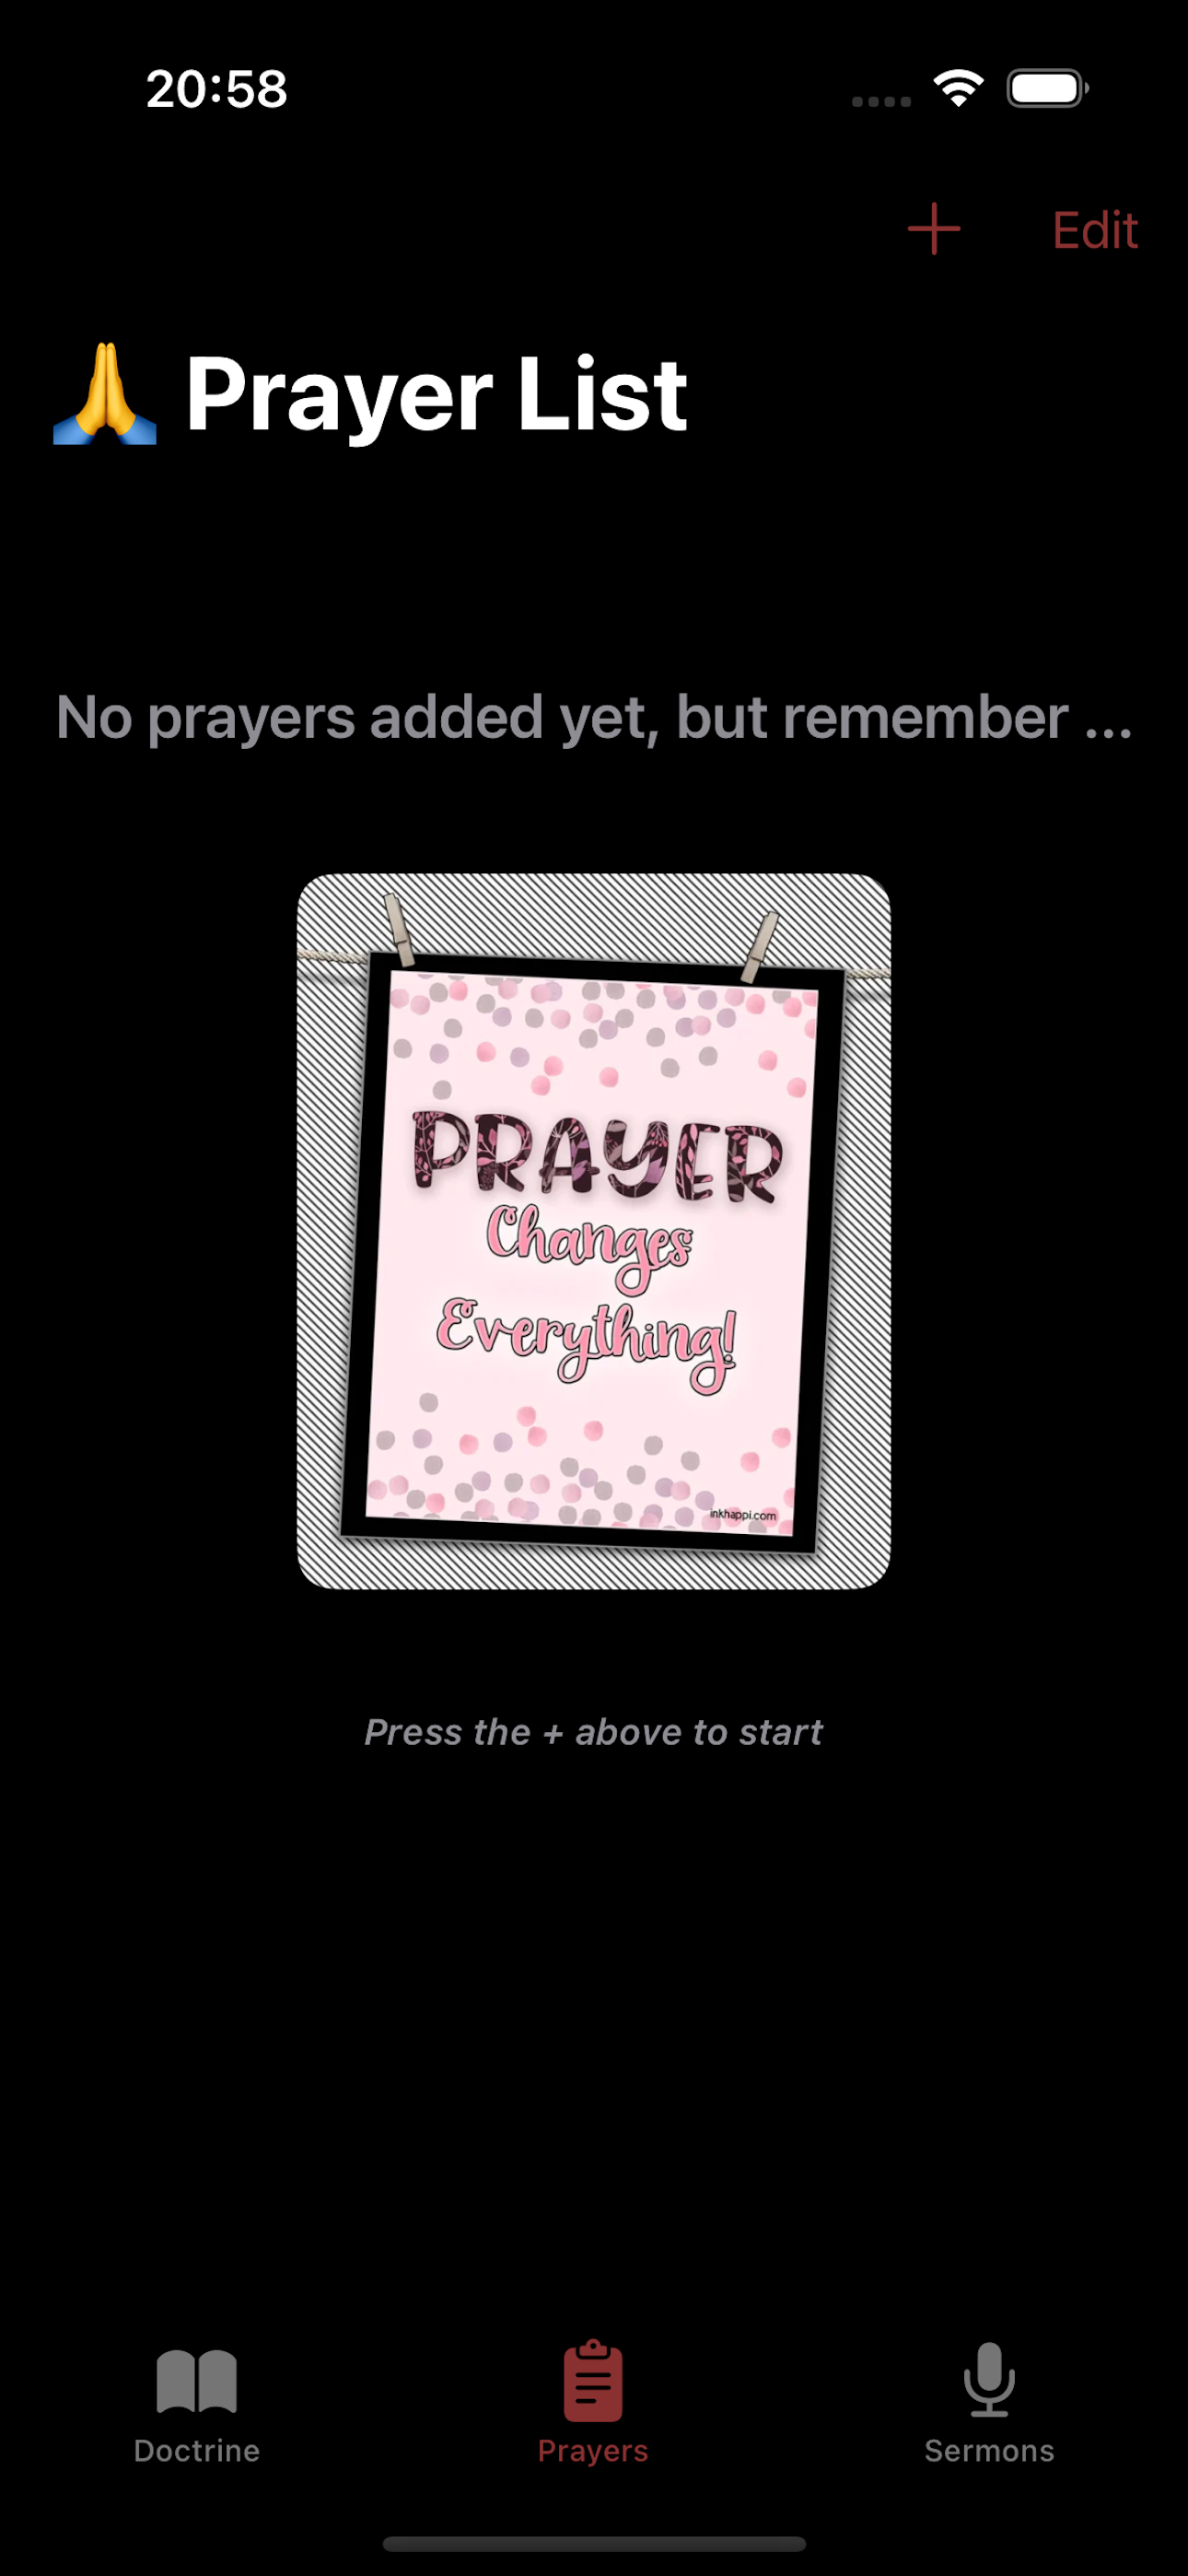 20:58
Edit
🙏 Prayer List
No prayers added yet, but remember ...
PRAYER
Changes
Everything!
inkhappi.com
Press the + above to start
Doctrine
Prayers
Sermons